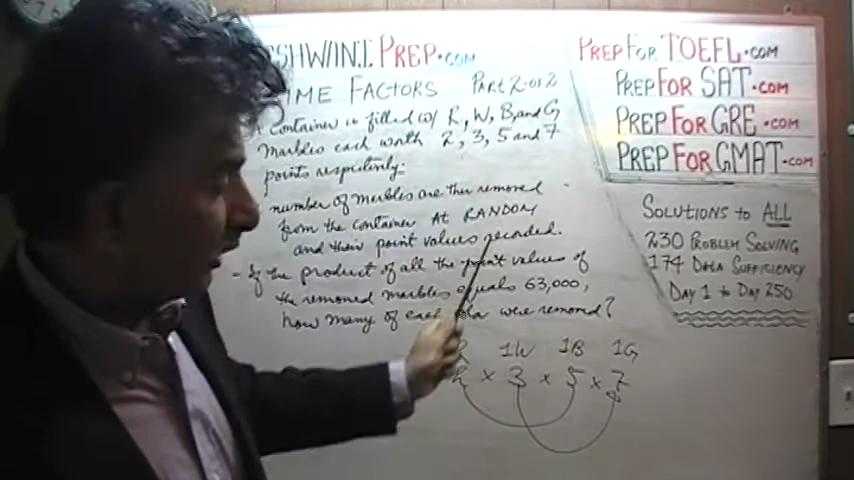 SHWINI PREP.COM
IME FACTORS PART 2 OF 2
Container is filled w/ R, W, B, and G
Marbles each worth 2, 3, 5 and 7
points respectively.
number of marbles are then removed
from the container AT RANDOM
and their point values recorded.
- If the product of all the point values of
the removed marbles equals 63,000,
how many of each were removed?
1W 1B 1G
2 × 3 × 5 × 7
PREP FOR TOEFL.COM
PREP FOR SAT.COM
PREP FOR GRE.COM
PREP FOR GMAT.COM
SOLUTIONS TO ALL
230 PROBLEM SOLVING
174 DATA SUFFICIENCY
DAY 1 TO DAY 250